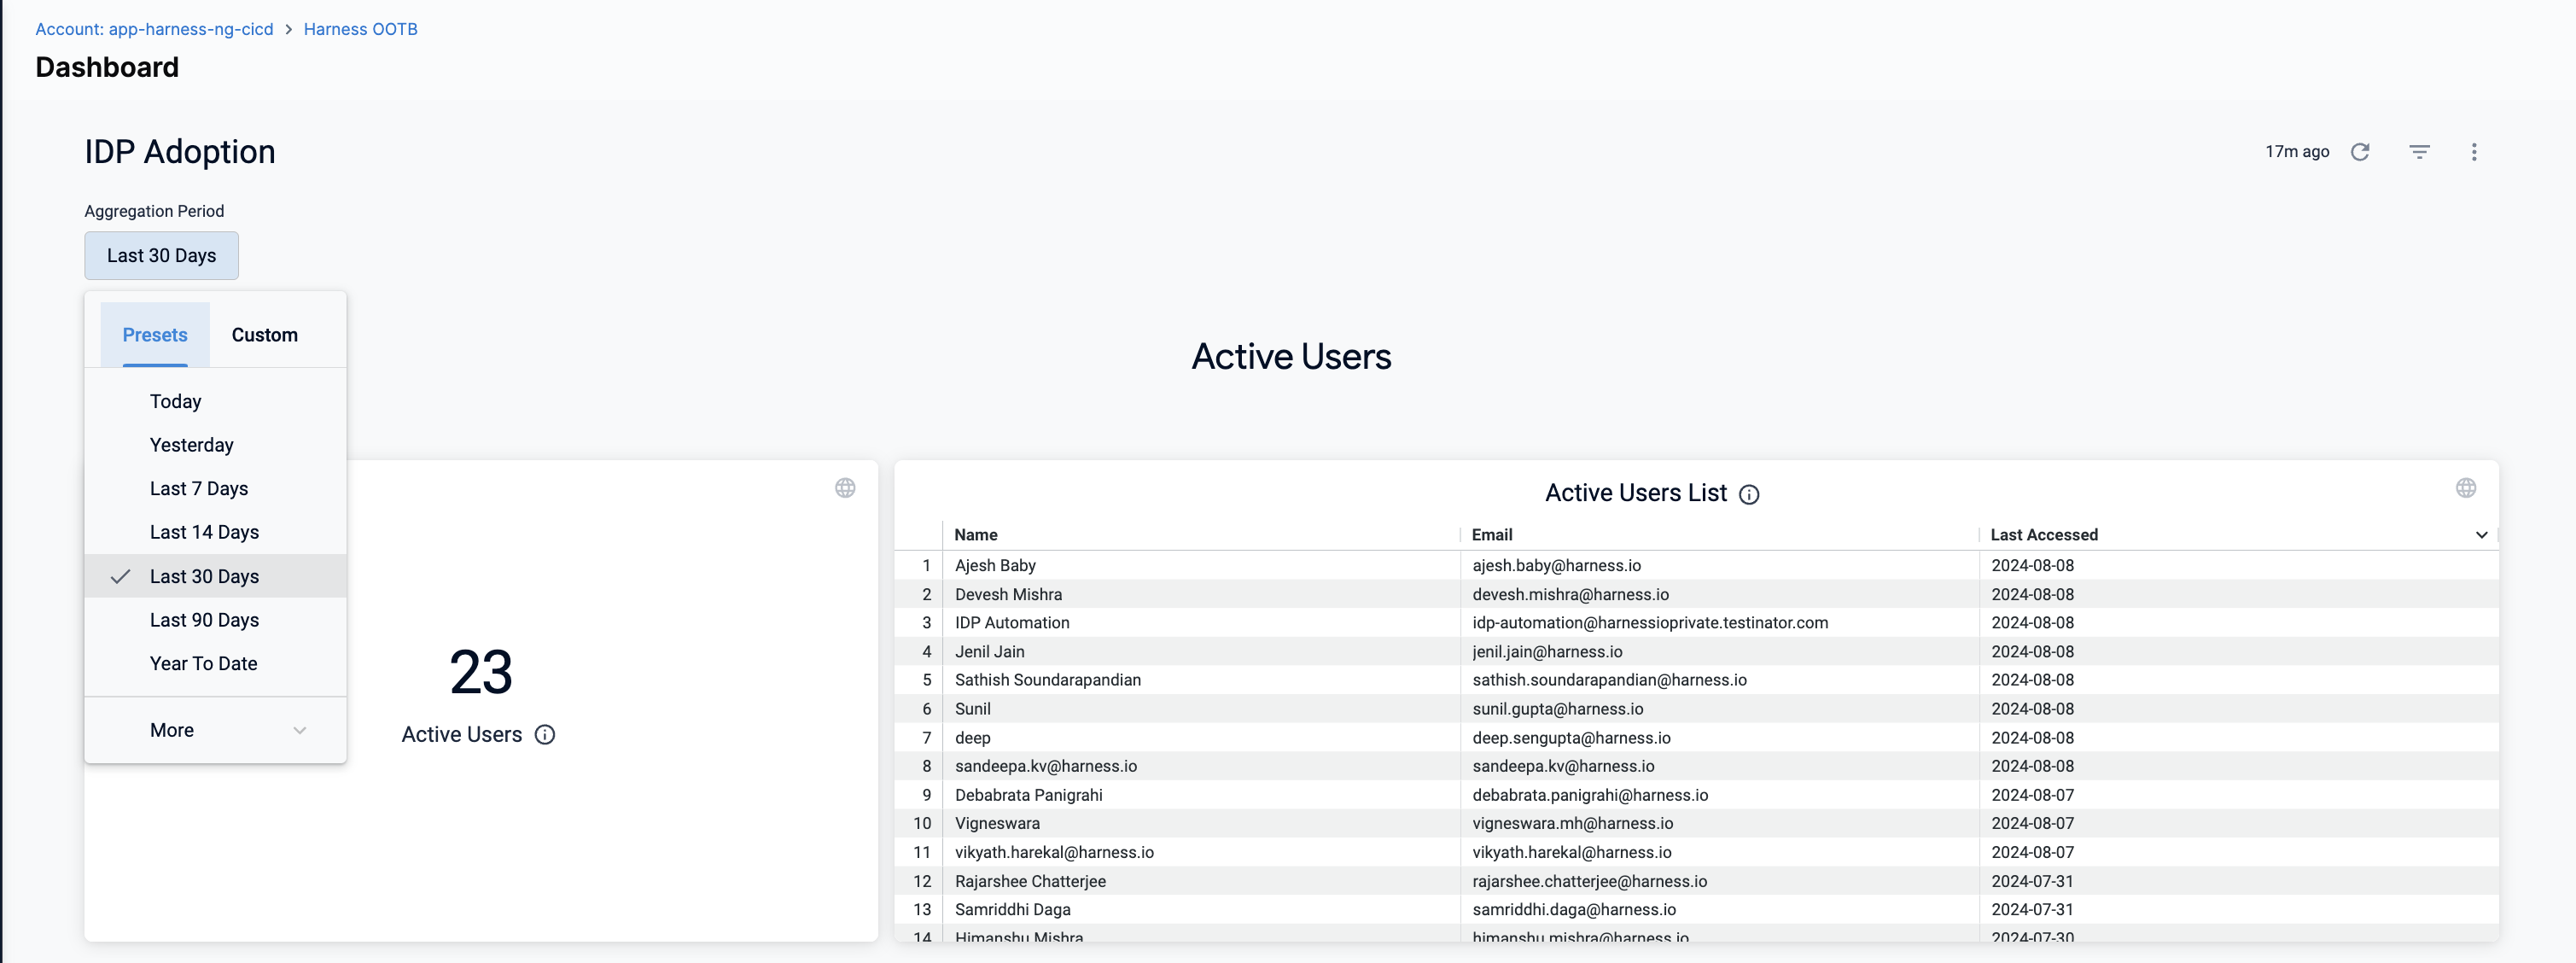 Account: app-harness-ng-cicd > Harness OOTB
Dashboard
IDP Adoption
17m ago
Aggregation Period
Last 30 Days
Presets Custom
Today
Yesterday
Last 7 Days
Last 14 Days
Last 30 Days
Last 90 Days
Year To Date
More
Active Users
23
Active Users
Active Users List
Name Email Last Accessed
1 Ajesh Baby ajesh.baby@harness.io 2024-08-08
2 Devesh Mishra devesh.mishra@harness.io 2024-08-08
3 IDP Automation idp-automation@harnessioprivate.testinator.com 2024-08-08
4 Jenil Jain jenil.jain@harness.io 2024-08-08
5 Sathish Soundarapandian sathish.soundarapandian@harness.io 2024-08-08
6 Sunil sunil.gupta@harness.io 2024-08-08
7 deep deep.sengupta@harness.io 2024-08-08
8 sandeepa.kv@harness.io sandeepa.kv@harness.io 2024-08-08
9 Debabrata Panigrahi debabrata.panigrahi@harness.io 2024-08-07
10 Vigneswara vigneswara.mh@harness.io 2024-08-07
11 vikyath.harekal@harness.io vikyath.harekal@harness.io 2024-08-07
12 Rajarshee Chatterjee rajarshee.chatterjee@harness.io 2024-07-31
13 Samriddhi Daga samriddhi.daga@harness.io 2024-07-31
14 Himanshu Mishra himanshu.mishra@harness.io 2024-07-30